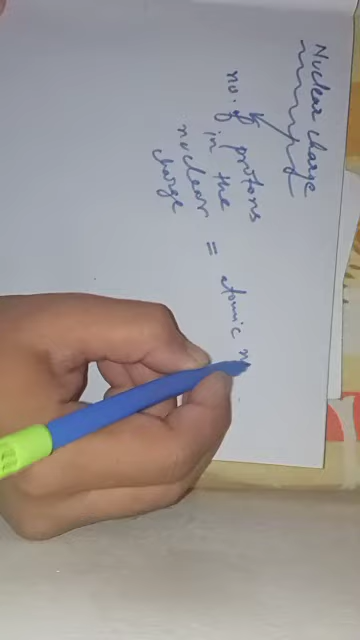 Nuclear charge
no. of protons
in the = atomic n
nuclear
charge